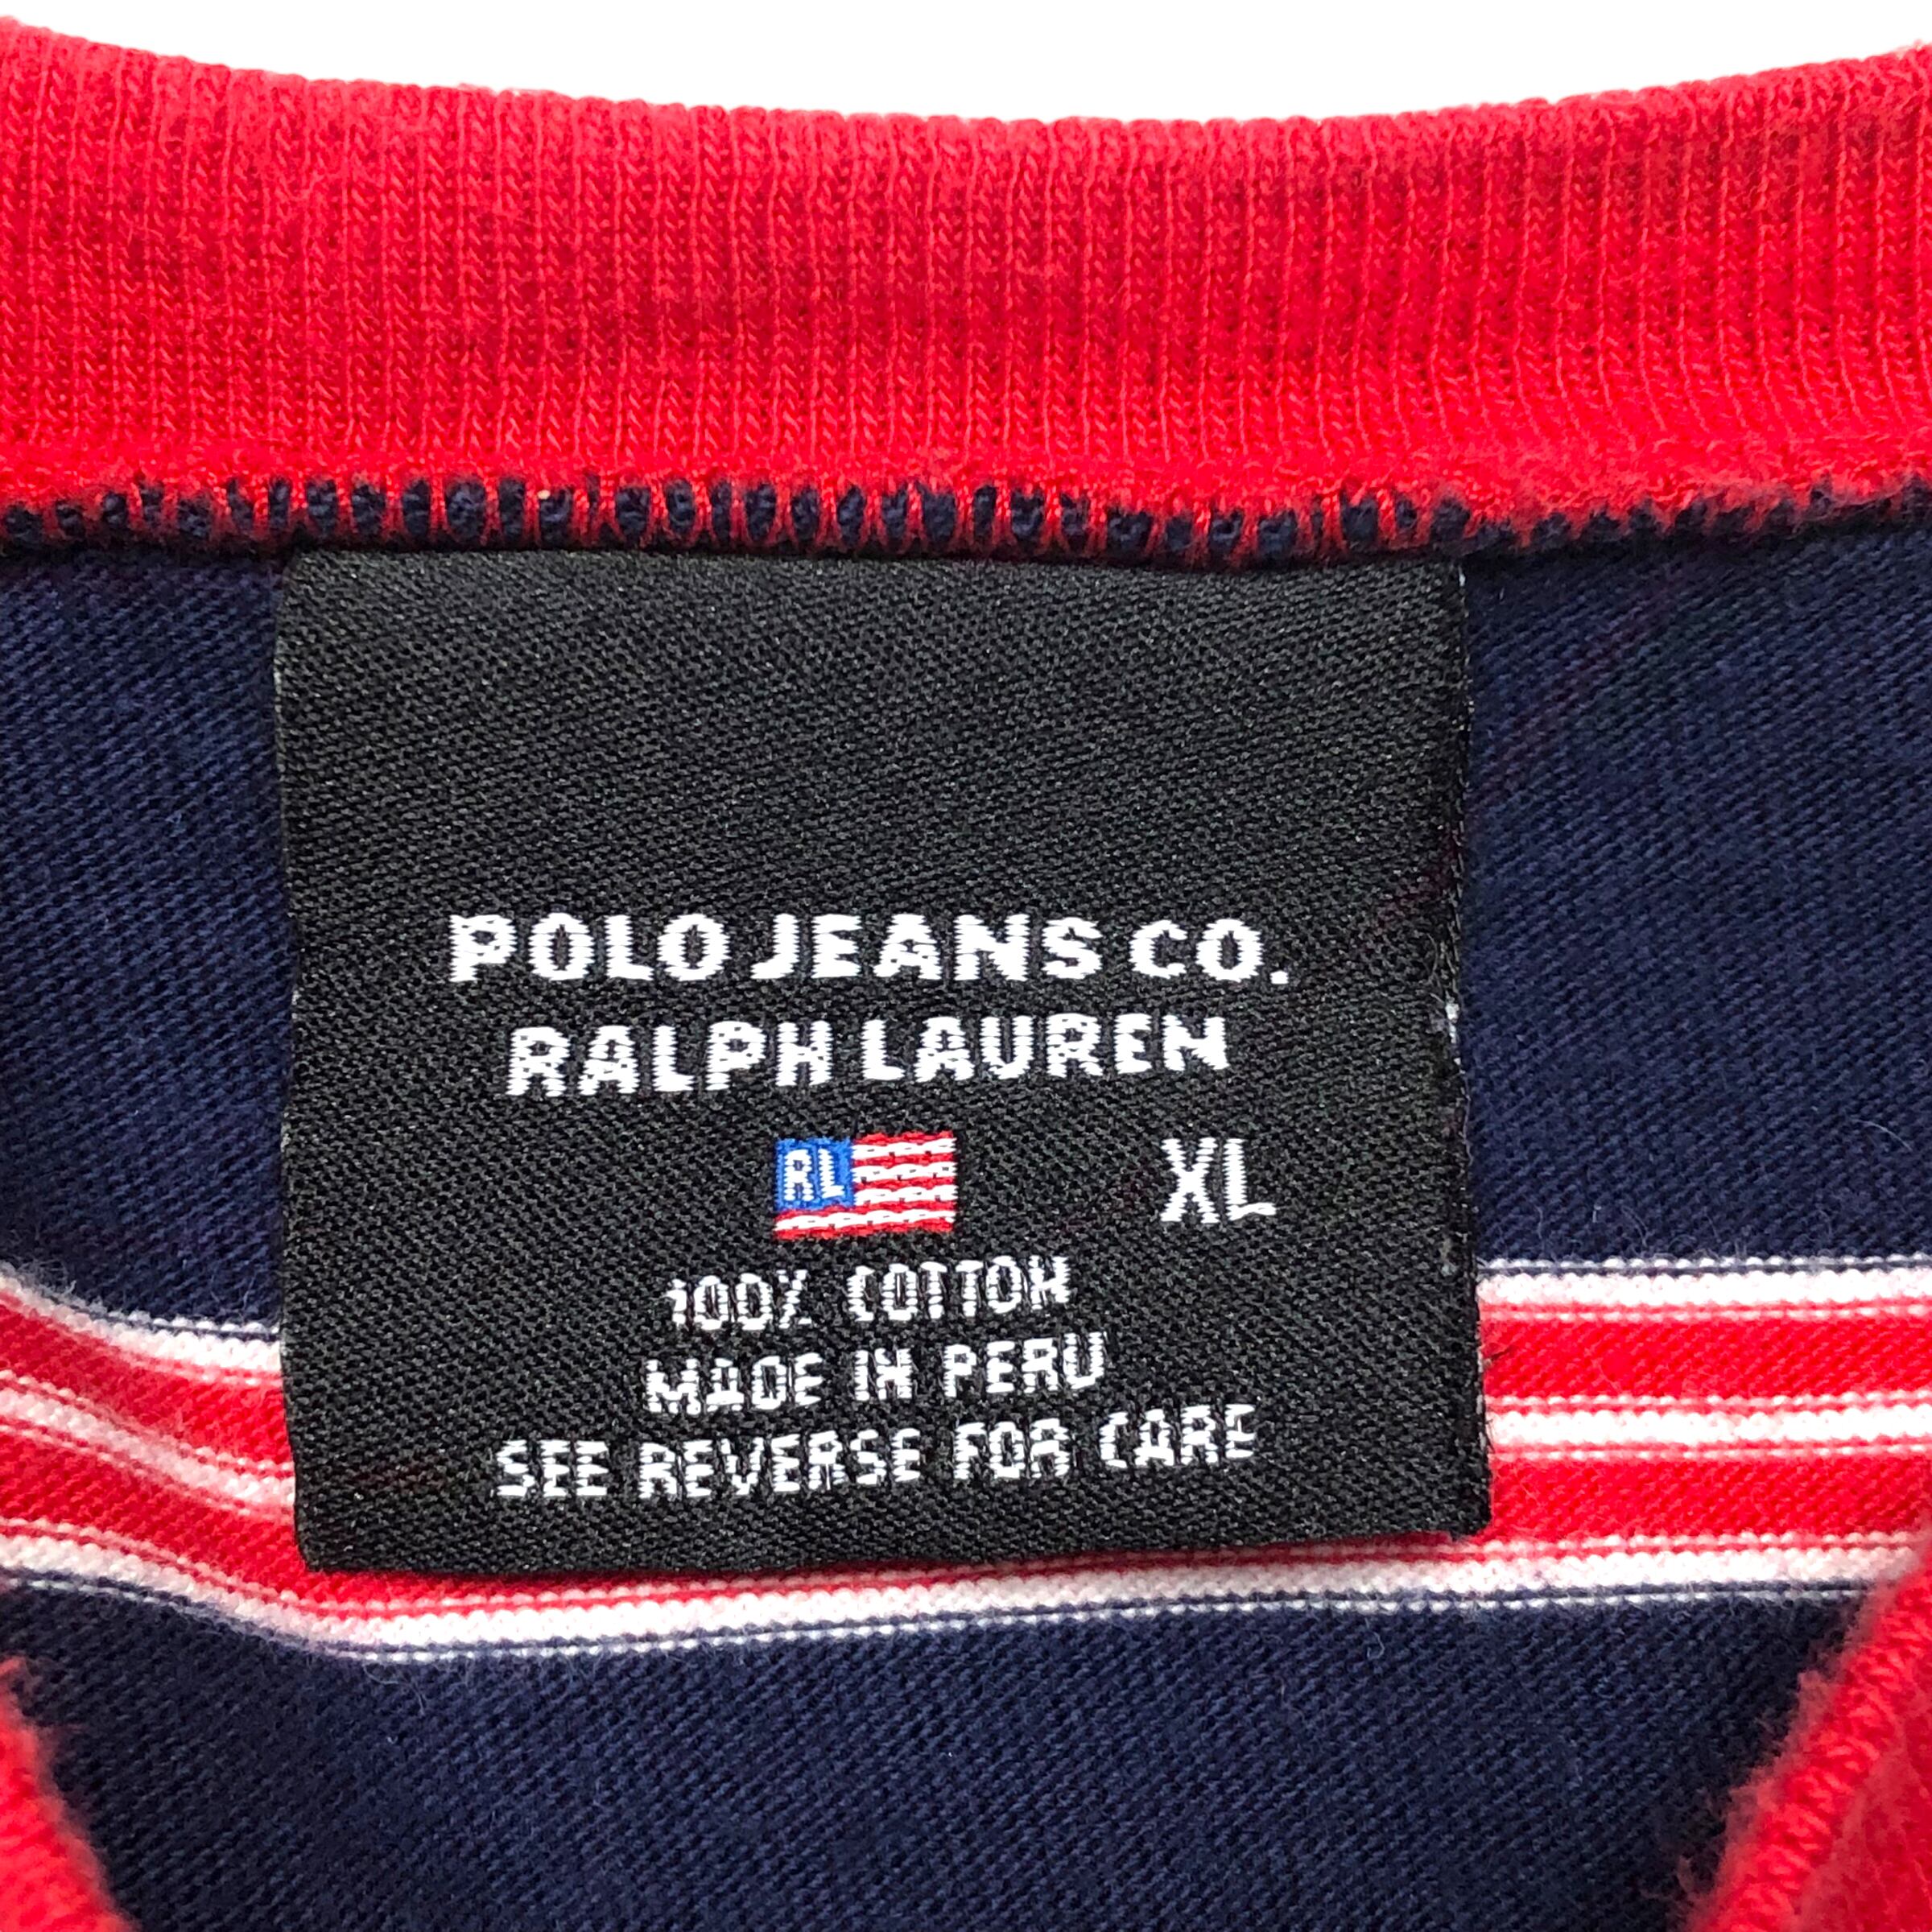 POLO JEANS CO.
RALPH LAUREN
RL XL
100% COTTON
MADE IN PERU
SEE REVERSE FOR CARE